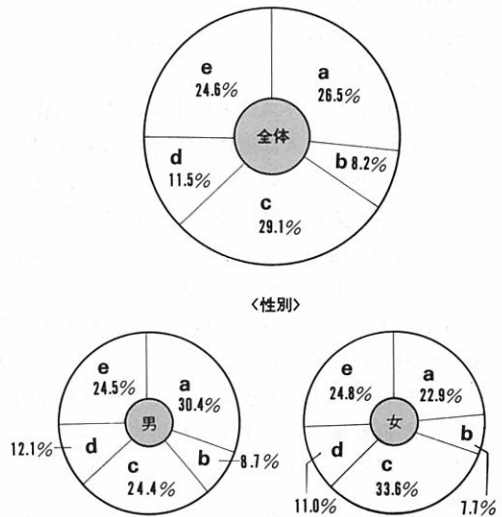 e
24.6%
a
26.5%
全体
d
11.5%
b 8.2%
c
29.1%
〈性別〉
e
24.5%
a
30.4%
男
12.1%
d
b
8.7%
c
24.4%
e
24.8%
a
22.9%
女
d
b
c
33.6%
11.0%
7.7%